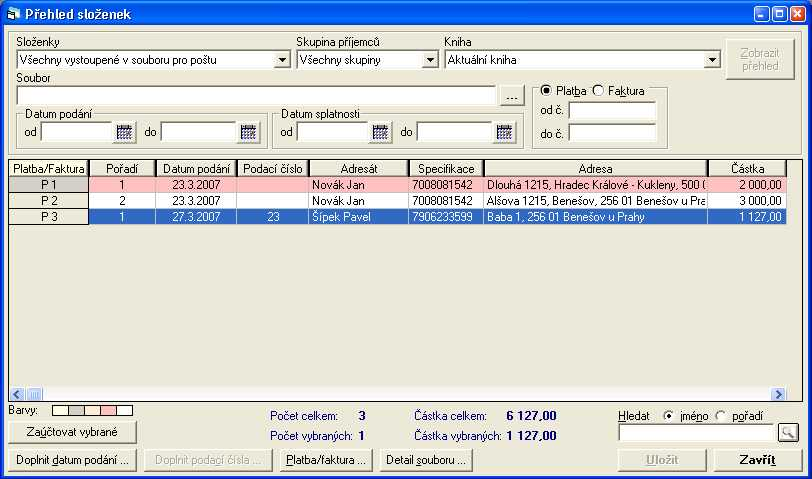 Přehled složenek
Složenky Skupina příjemců Kniha
Všechny vystoupené v souboru pro poštu Všechny skupiny Aktuální kniha Zobrazit přehled
Soubor
... Platba Faktura
Datum podání Datum splatnosti od č.
od do od do do č.
Platba/Faktura Pořadí Datum podání Podací číslo Adresát Specifikace Adresa Částka
P 1 1 23.3.2007 Novák Jan 7008081542 Dlouhá 1215, Hradec Králové - Kukleny, 500 0 2 000,00
P 2 2 23.3.2007 Novák Jan 7008081542 Alšova 1215, Benešov, 256 01 Benešov u Pra 3 000,00
P 3 1 27.3.2007 23 Šípek Pavel 7906233599 Baba 1, 256 01 Benešov u Prahy 1 127,00
Barvy: Počet celkem: 3 Částka celkem: 6 127,00 Hledat jméno pořadí
Zaúčtovat vybrané Počet vybraných: 1 Částka vybraných: 1 127,00
Doplnit datum podání ... Doplnit podací čísla ... Platba/faktura ... Detail souboru ... Uložit Zavřít